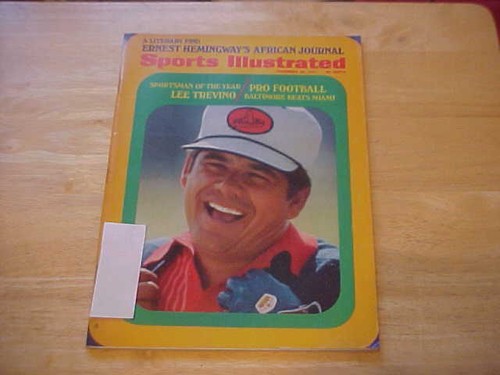 A LITERARY FIND
ERNEST HEMINGWAY'S AFRICAN JOURNAL
Sports Illustrated
SPORTSMAN OF THE YEAR
LEE TREVINO
PRO FOOTBALL
BALTIMORE BEATS MIAMI